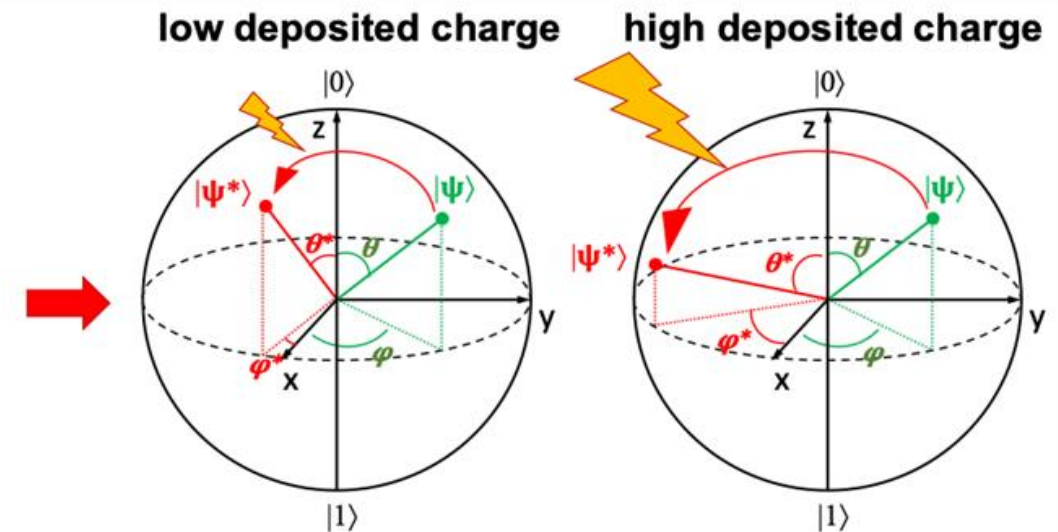 low deposited charge
high deposited charge
|0⟩
|0⟩
z
z
|ψ*⟩
|ψ⟩
|ψ⟩
θ*
θ
|ψ*⟩
θ*
θ
y
y
φ*
φ
φ*
φ
x
x
|1⟩
|1⟩